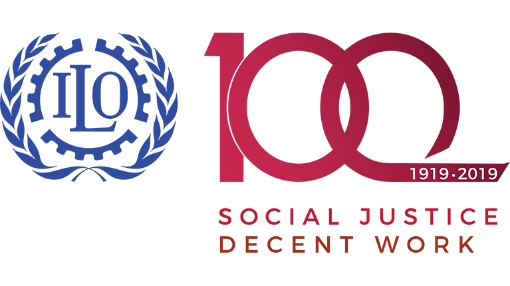 ILO
100
1919•2019
SOCIAL JUSTICE
DECENT WORK